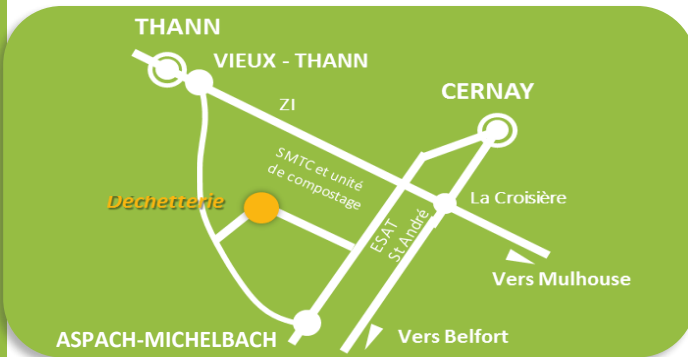 THANN
VIEUX - THANN
CERNAY
ZI
SMTC et unité
de compostage
Déchetterie
La Croisière
ESAT
St André
Vers Mulhouse
ASPACH-MICHELBACH
Vers Belfort